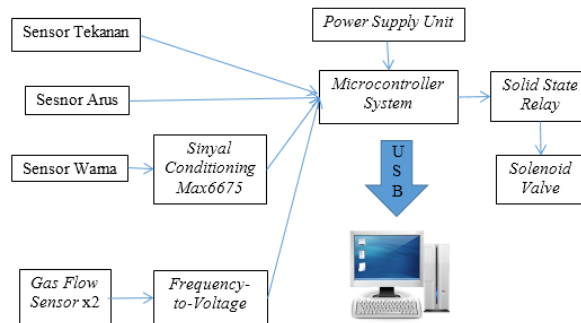 Sensor Tekanan
Power Supply Unit
Sesnor Arus
Microcontroller
System
Solid State
Relay
Sensor Warna
Sinyal
Conditioning
Max6675
U
S
B
Solenoid
Valve
Gas Flow
Sensor x2
Frequency-
to-Voltage